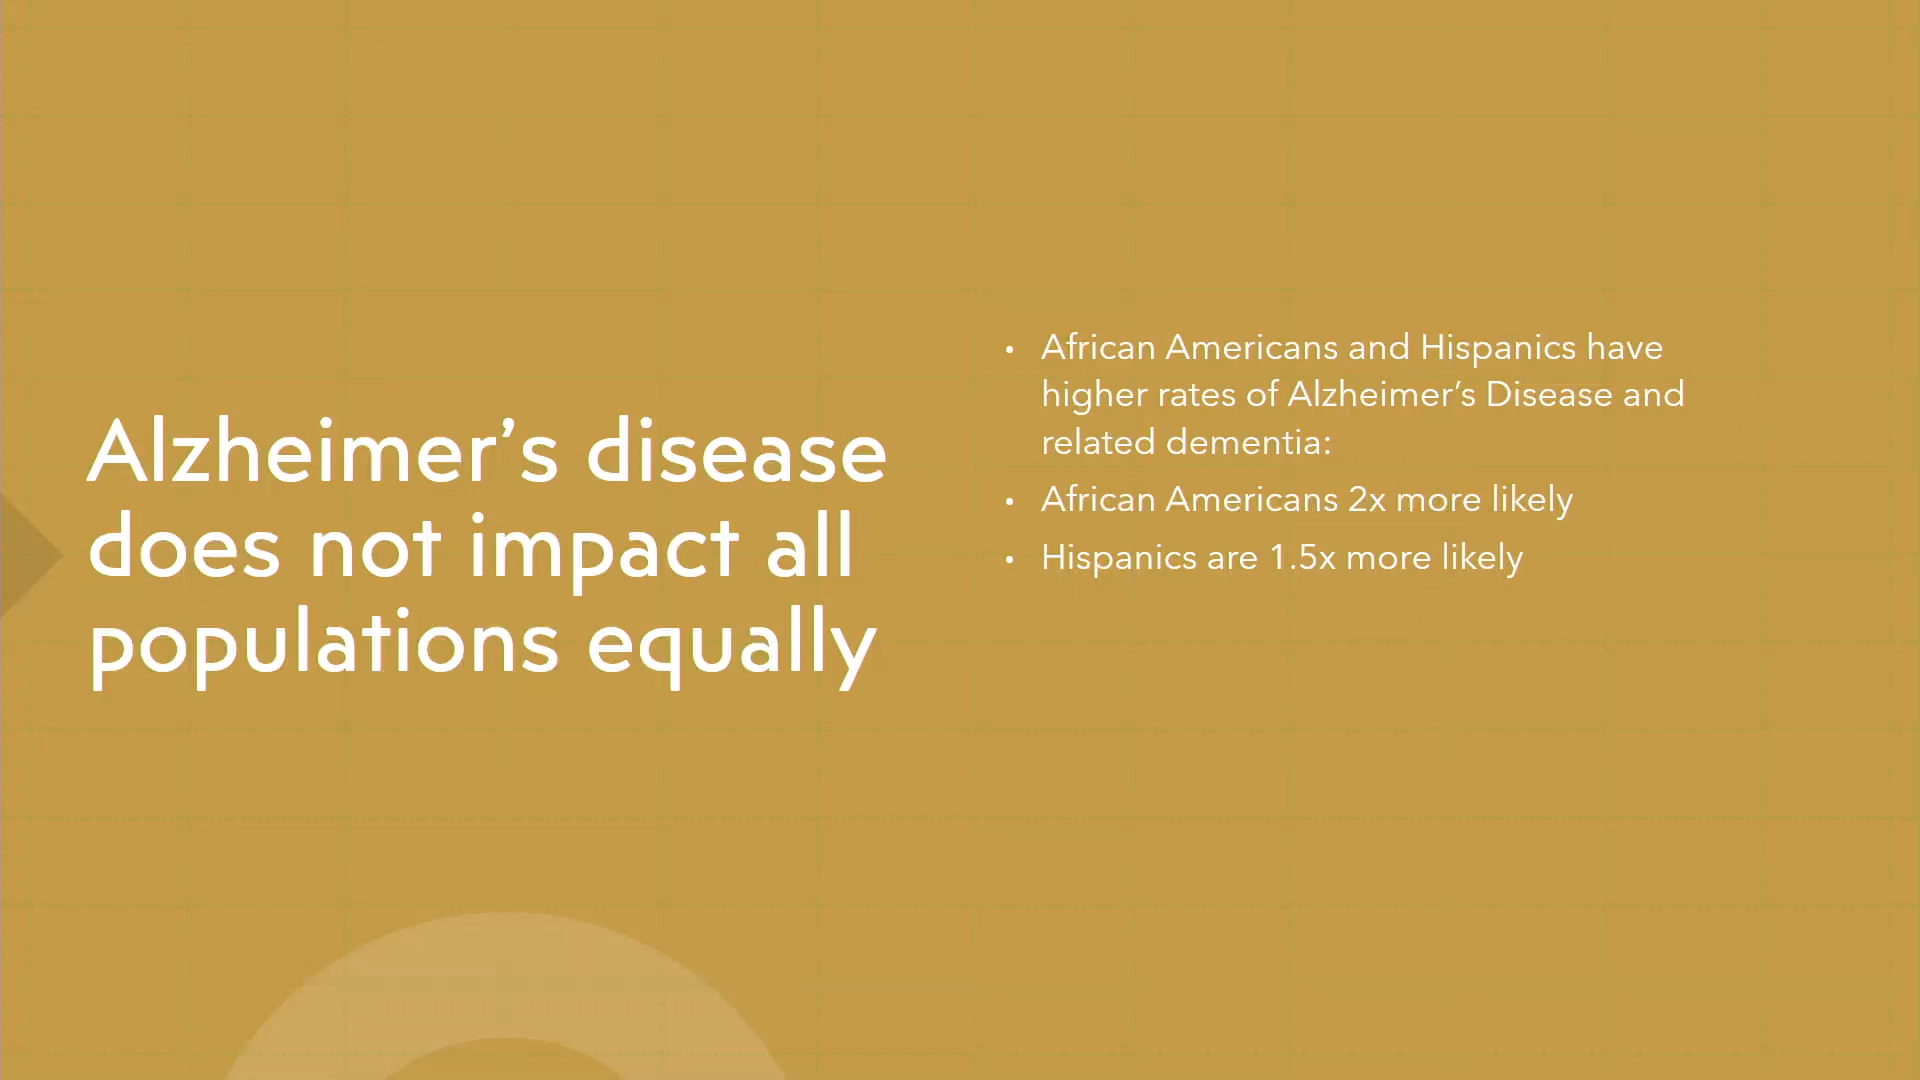 Alzheimer’s disease
does not impact all
populations equally
• African Americans and Hispanics have
higher rates of Alzheimer’s Disease and
related dementia:
• African Americans 2x more likely
• Hispanics are 1.5x more likely